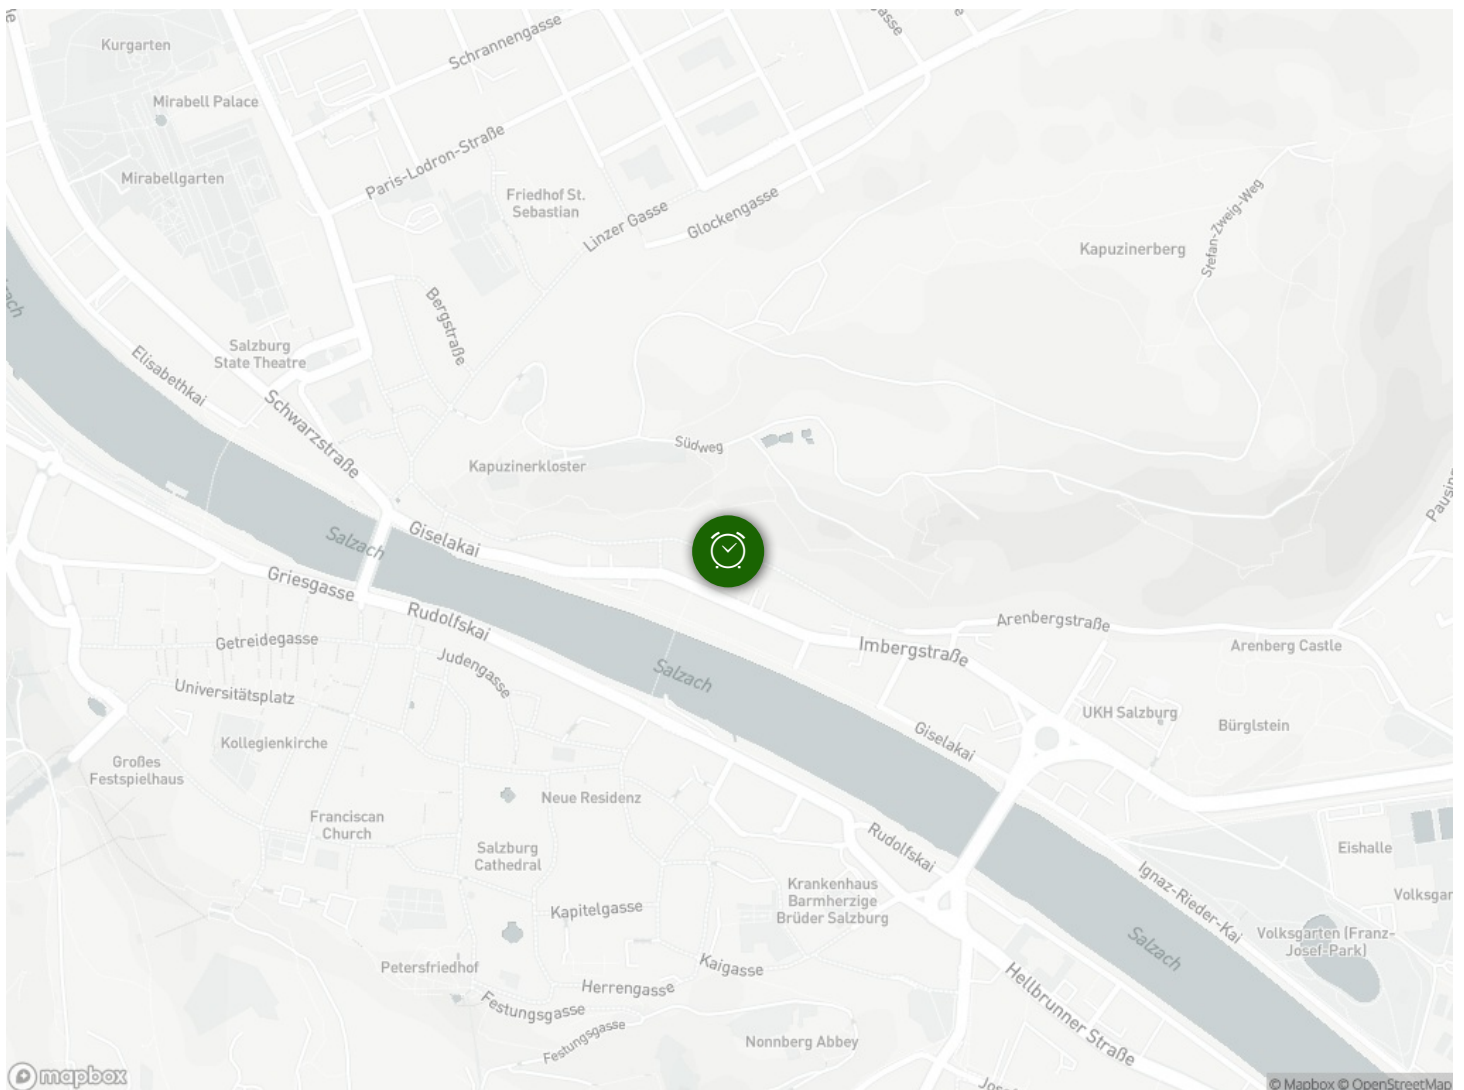 Kurgarten
Schrannengasse
Mirabell Palace
Paris-Lodron-Straße
Mirabellgarten
Friedhof St.
Sebastian
Linzer Gasse
Glockengasse
Stefan-Zweig-Weg
Kapuzinerberg
Bergstraße
Salzburg
State Theatre
Elisabethkai
Schwarzstraße
Südweg
Kapuzinerkloster
Salzach
Giselakai
Griesgasse
Rudolfskai
Getreidegasse
Judengasse
Salzach
Imbergstraße
Arenbergstraße
Arenberg Castle
Universitätsplatz
UKH Salzburg
Bürglstein
Giselakai
Kollegienkirche
Großes
Festspielhaus
Neue Residenz
Franciscan
Church
Salzburg
Cathedral
Rudolfskai
Eishalle
Krankenhaus
Barmherzige
Brüder Salzburg
Ignaz-Rieder-Kai
Volksgar
Kapitelgasse
Volksgarten (Franz-
Josef-Park)
Salzach
Petersfriedhof
Kaigasse
Herrengasse
Festungsgasse
Festungsgasse
Hellbrunner Straße
Nonnberg Abbey
mapbox
© Mapbox © OpenStreetMap